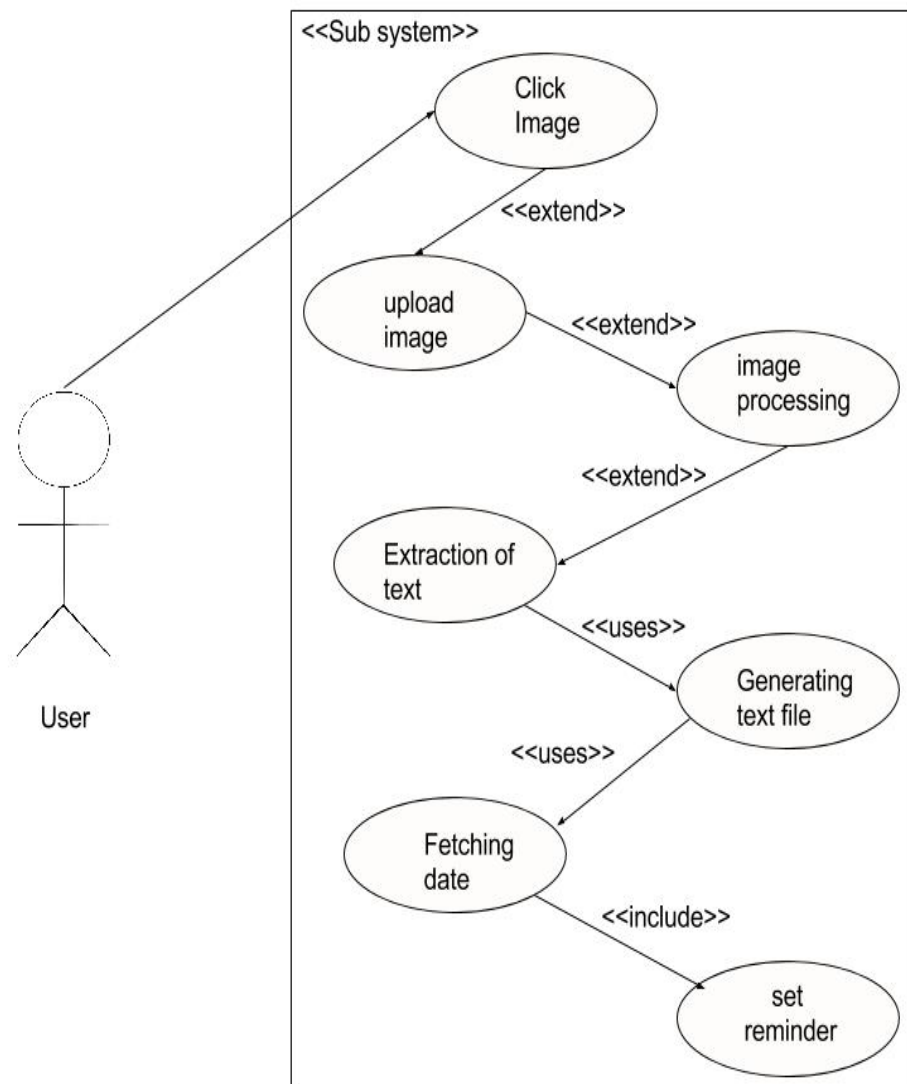 <<Sub system>>
Click
Image
<<extend>>
upload
image
<<extend>>
image
processing
<<extend>>
Extraction of
text
<<uses>>
Generating
text file
User
<<uses>>
Fetching
date
<<include>>
set
reminder